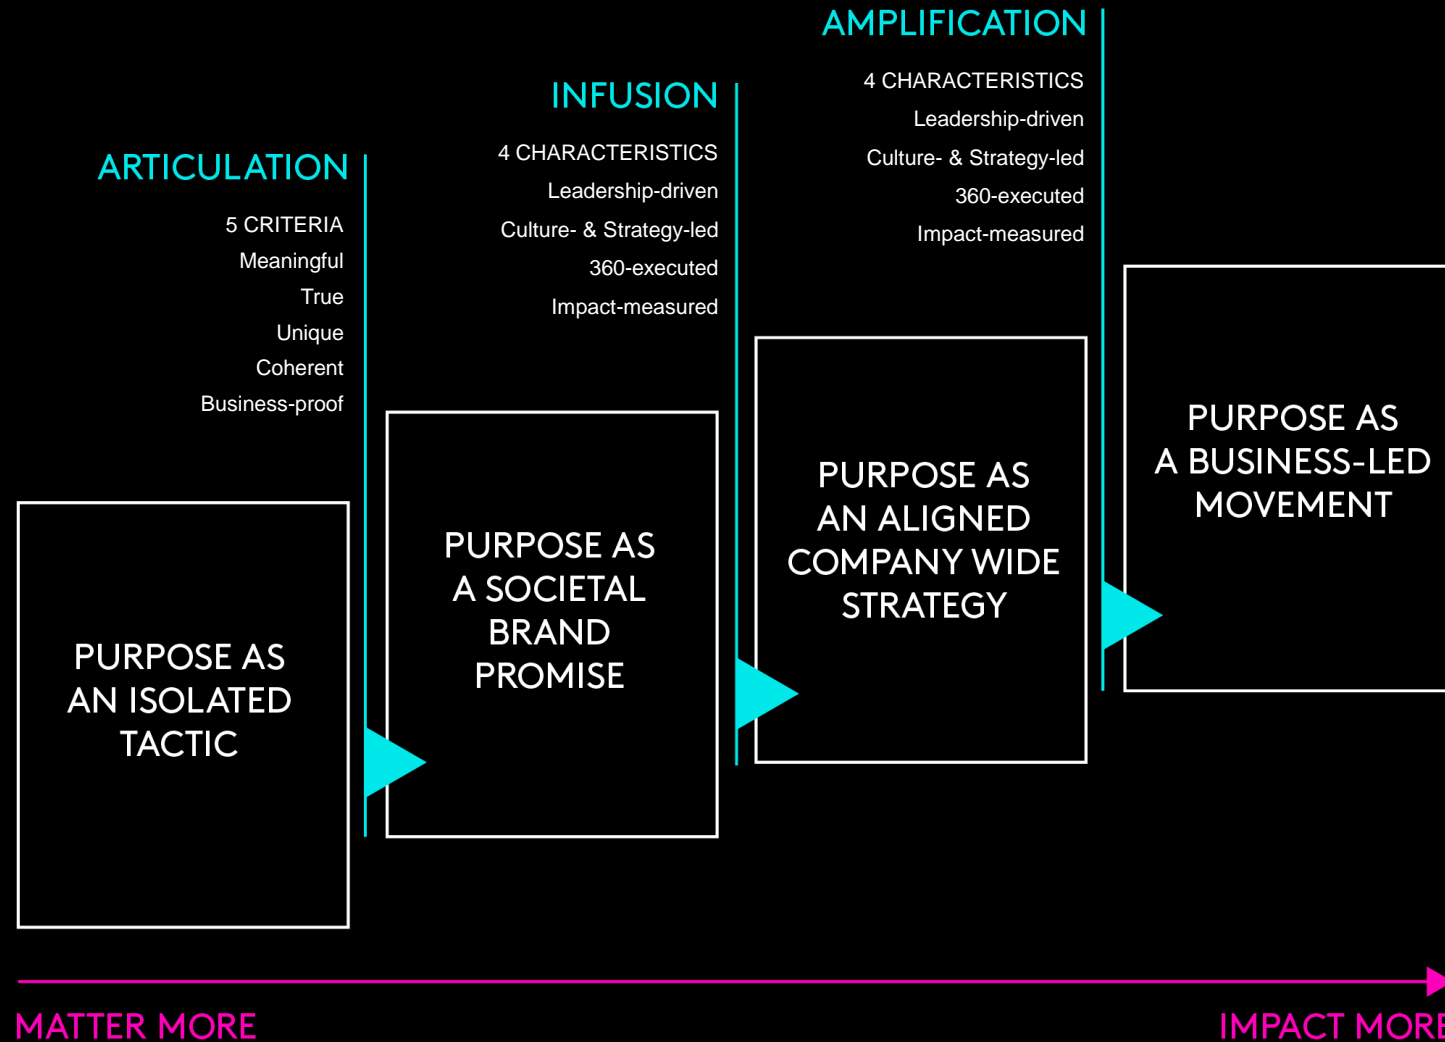 ARTICULATION
5 CRITERIA
Meaningful
True
Unique
Coherent
Business-proof
PURPOSE AS
AN ISOLATED
TACTIC
INFUSION
4 CHARACTERISTICS
Leadership-driven
Culture- & Strategy-led
360-executed
Impact-measured
PURPOSE AS
A SOCIETAL
BRAND
PROMISE
AMPLIFICATION
4 CHARACTERISTICS
Leadership-driven
Culture- & Strategy-led
360-executed
Impact-measured
PURPOSE AS
AN ALIGNED
COMPANY WIDE
STRATEGY
PURPOSE AS
A BUSINESS-LED
MOVEMENT
MATTER MORE
IMPACT MORE